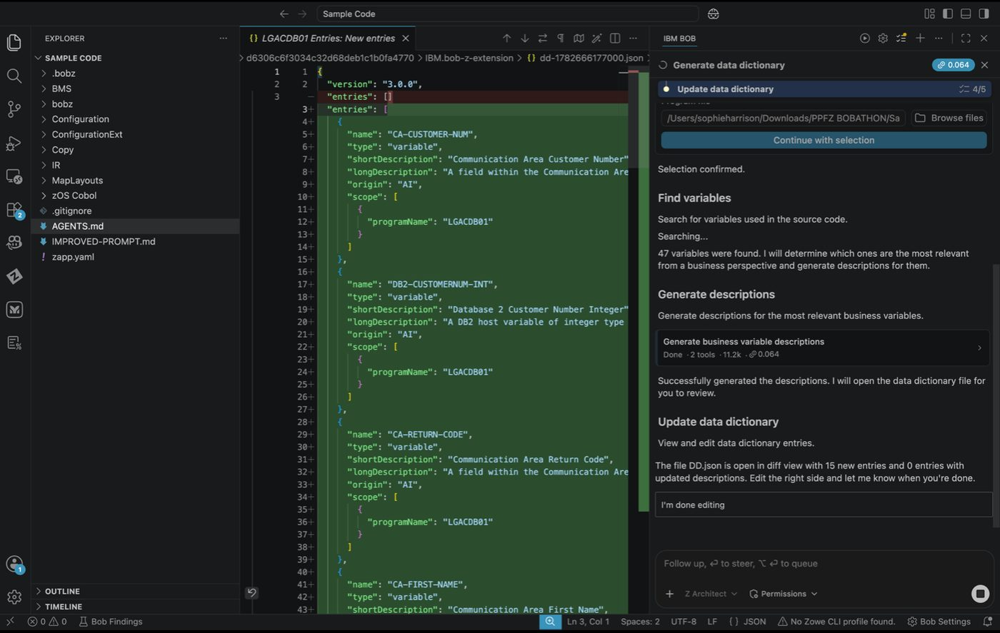 Sample Code
EXPLORER
SAMPLE CODE
.bobz
BMS
bobz
Configuration
ConfigurationExt
Copy
IR
MapLayouts
zOS Cobol
.gitignore
AGENTS.md
IMPROVED-PROMPT.md
! zapp.yaml
OUTLINE
TIMELINE
2
1
{} LGACDB01 Entries: New entries
d6306c6f3034c32d68deb1c1b0fa4770 > IBM.bob-z-extension > {} dd-1782666177000.json
1 1 {
2 2 "version": "3.0.0",
3 − "entries": []
3+ "entries": [
4+ {
5+ "name": "CA-CUSTOMER-NUM",
6+ "type": "variable",
7+ "shortDescription": "Communication Area Customer Number"
8+ "longDescription": "A field within the Communication Are
9+ "origin": "AI",
10+ "scope": [
11+ {
12+ "programName": "LGACDB01"
13+ }
14+ ]
15+ },
16+ {
17+ "name": "DB2-CUSTOMERNUM-INT",
18+ "type": "variable",
19+ "shortDescription": "Database 2 Customer Number Integer"
20+ "longDescription": "A DB2 host variable of integer type
21+ "origin": "AI",
22+ "scope": [
23+ {
24+ "programName": "LGACDB01"
25+ }
26+ ]
27+ },
28+ {
29+ "name": "CA-RETURN-CODE",
30+ "type": "variable",
31+ "shortDescription": "Communication Area Return Code",
32+ "longDescription": "A field within the Communication Are
33+ "origin": "AI",
34+ "scope": [
35+ {
36+ "programName": "LGACDB01"
37+ }
38+ ]
39+ },
40+ {
41+ "name": "CA-FIRST-NAME",
42+ "type": "variable",
43+ "shortDescription": "Communication Area First Name",
IBM BOB
Generate data dictionary 0.064
Update data dictionary 4/5
/Users/sophieharrison/Downloads/PPFZ BOBATHON/Sa Browse files
Continue with selection
Selection confirmed.
Find variables
Search for variables used in the source code.
Searching...
47 variables were found. I will determine which ones are the most relevant
from a business perspective and generate descriptions for them.
Generate descriptions
Generate descriptions for the most relevant business variables.
Generate business variable descriptions
Done · 2 tools · 11.2k · 0.064
Successfully generated the descriptions. I will open the data dictionary file for
you to review.
Update data dictionary
View and edit data dictionary entries.
The file DD.json is open in diff view with 15 new entries and 0 entries with
updated descriptions. Edit the right side and let me know when you're done.
I'm done editing
Follow up, ⏎ to steer, ⌥ ⏎ to queue
+ Z Architect Permissions
0 0 Bob Findings Ln 3, Col 1 Spaces: 2 UTF-8 LF {} JSON No Zowe CLI profile found. Bob Settings